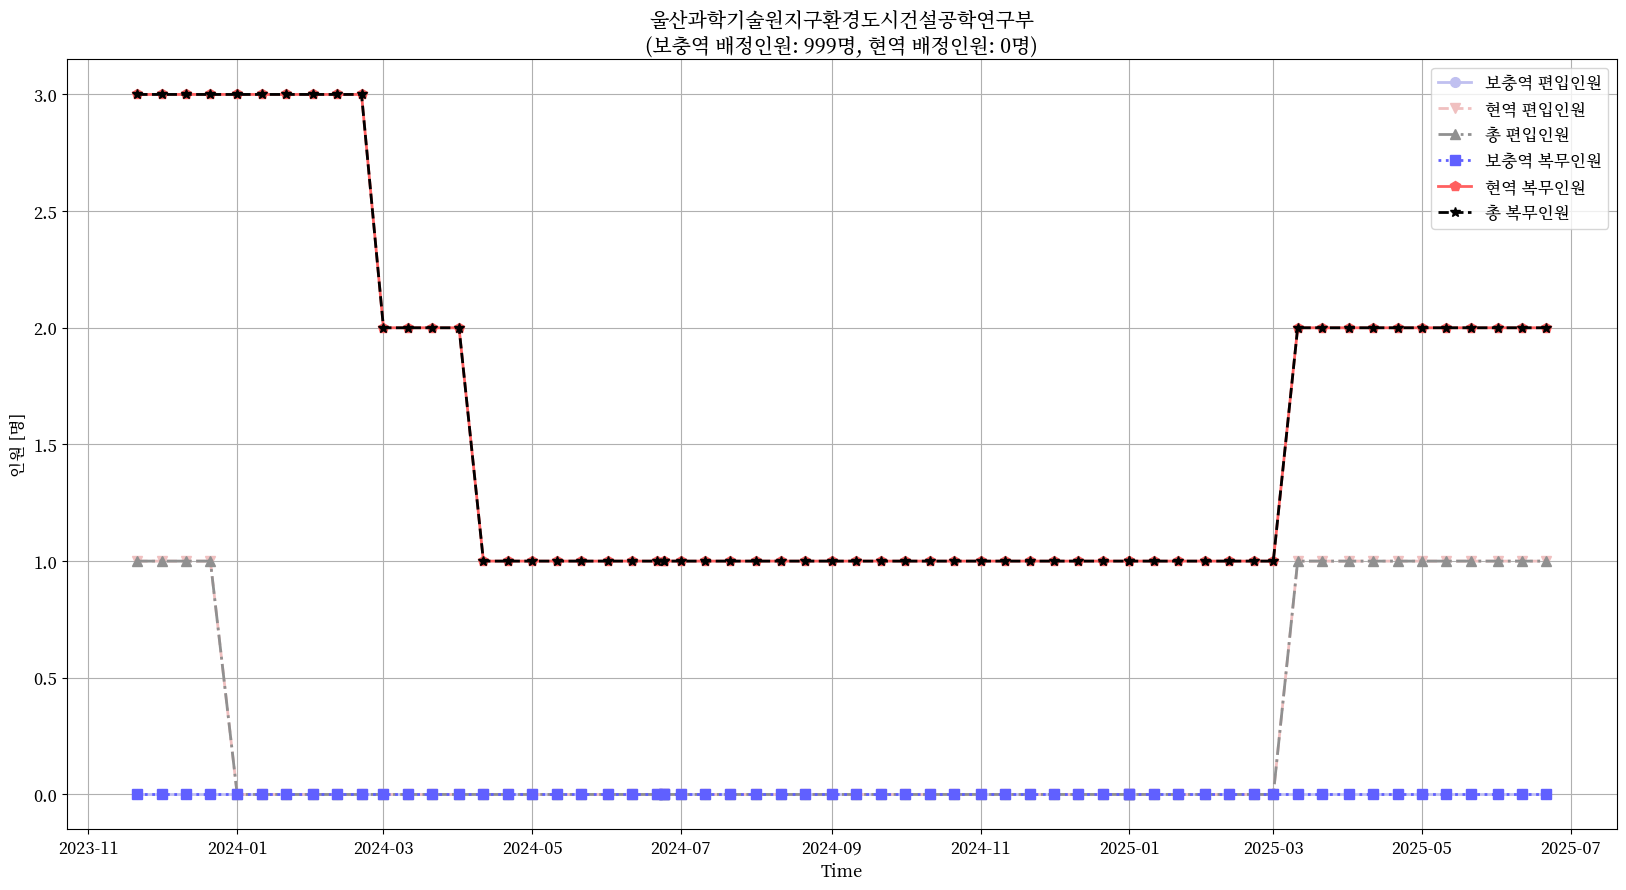 울산과학기술원지구환경도시건설공학연구부
(보충역 배정인원: 999명, 현역 배정인원: 0명)
보충역 편입인원
현역 편입인원
총 편입인원
보충역 복무인원
현역 복무인원
총 복무인원
3.0
2.5
2.0
1.5
1.0
0.5
0.0
인원 [명]
2023-11 2024-01 2024-03 2024-05 2024-07 2024-09 2024-11 2025-01 2025-03 2025-05 2025-07
Time